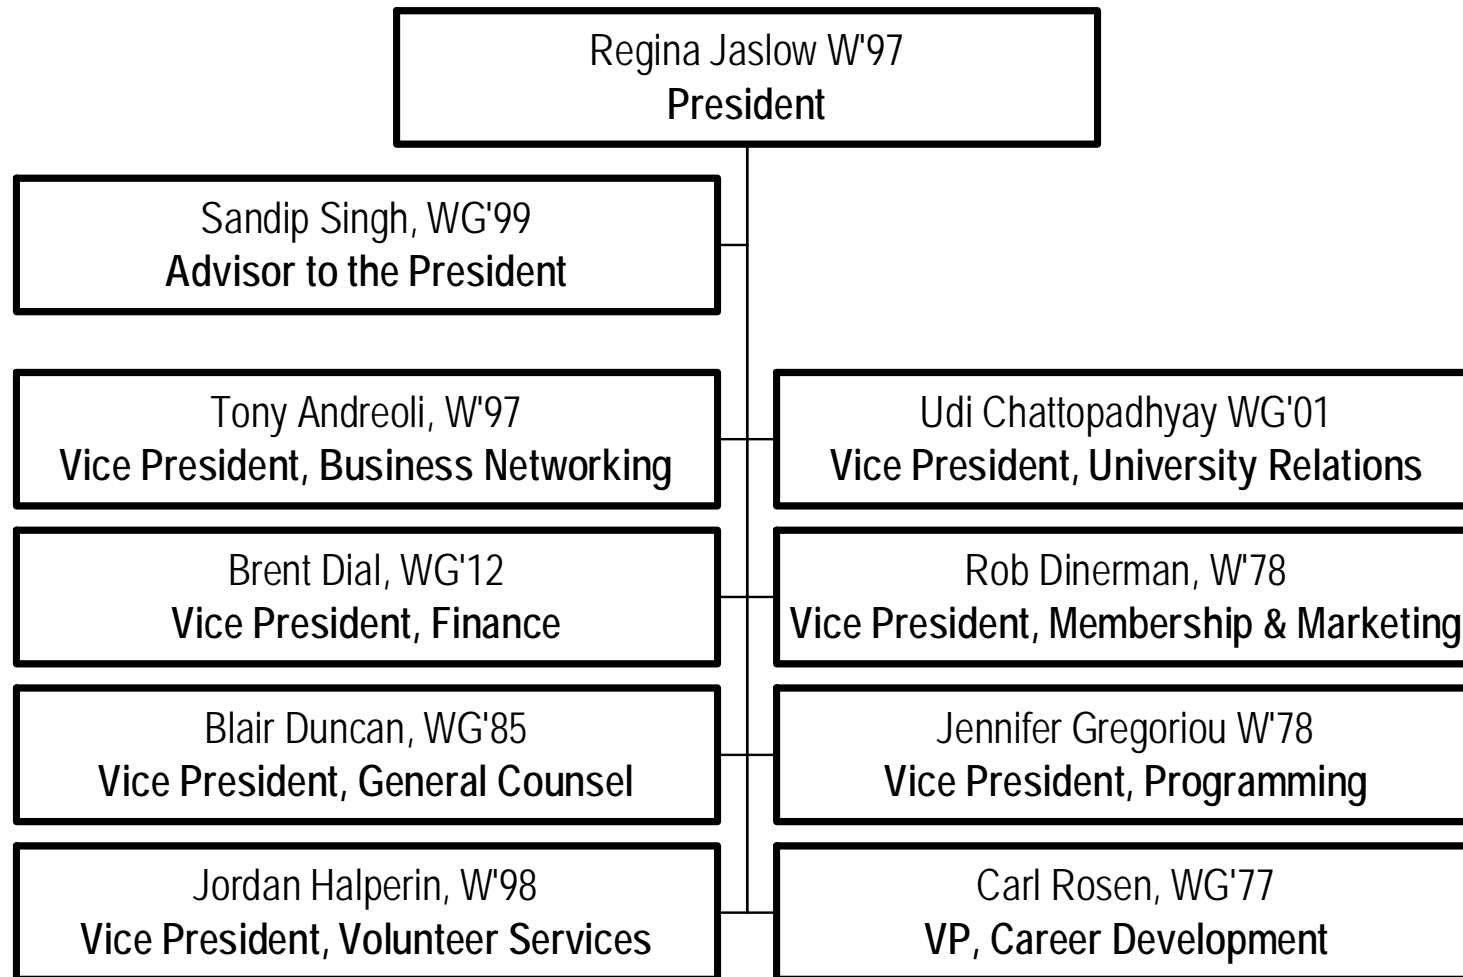 Regina Jaslow W'97
President
Sandip Singh, WG'99
Advisor to the President
Tony Andreoli, W'97
Vice President, Business Networking
Udi Chattopadhyay WG'01
Vice President, University Relations
Brent Dial, WG'12
Vice President, Finance
Rob Dinerman, W'78
Vice President, Membership & Marketing
Blair Duncan, WG'85
Vice President, General Counsel
Jennifer Gregoriou W'78
Vice President, Programming
Jordan Halperin, W'98
Vice President, Volunteer Services
Carl Rosen, WG'77
VP, Career Development